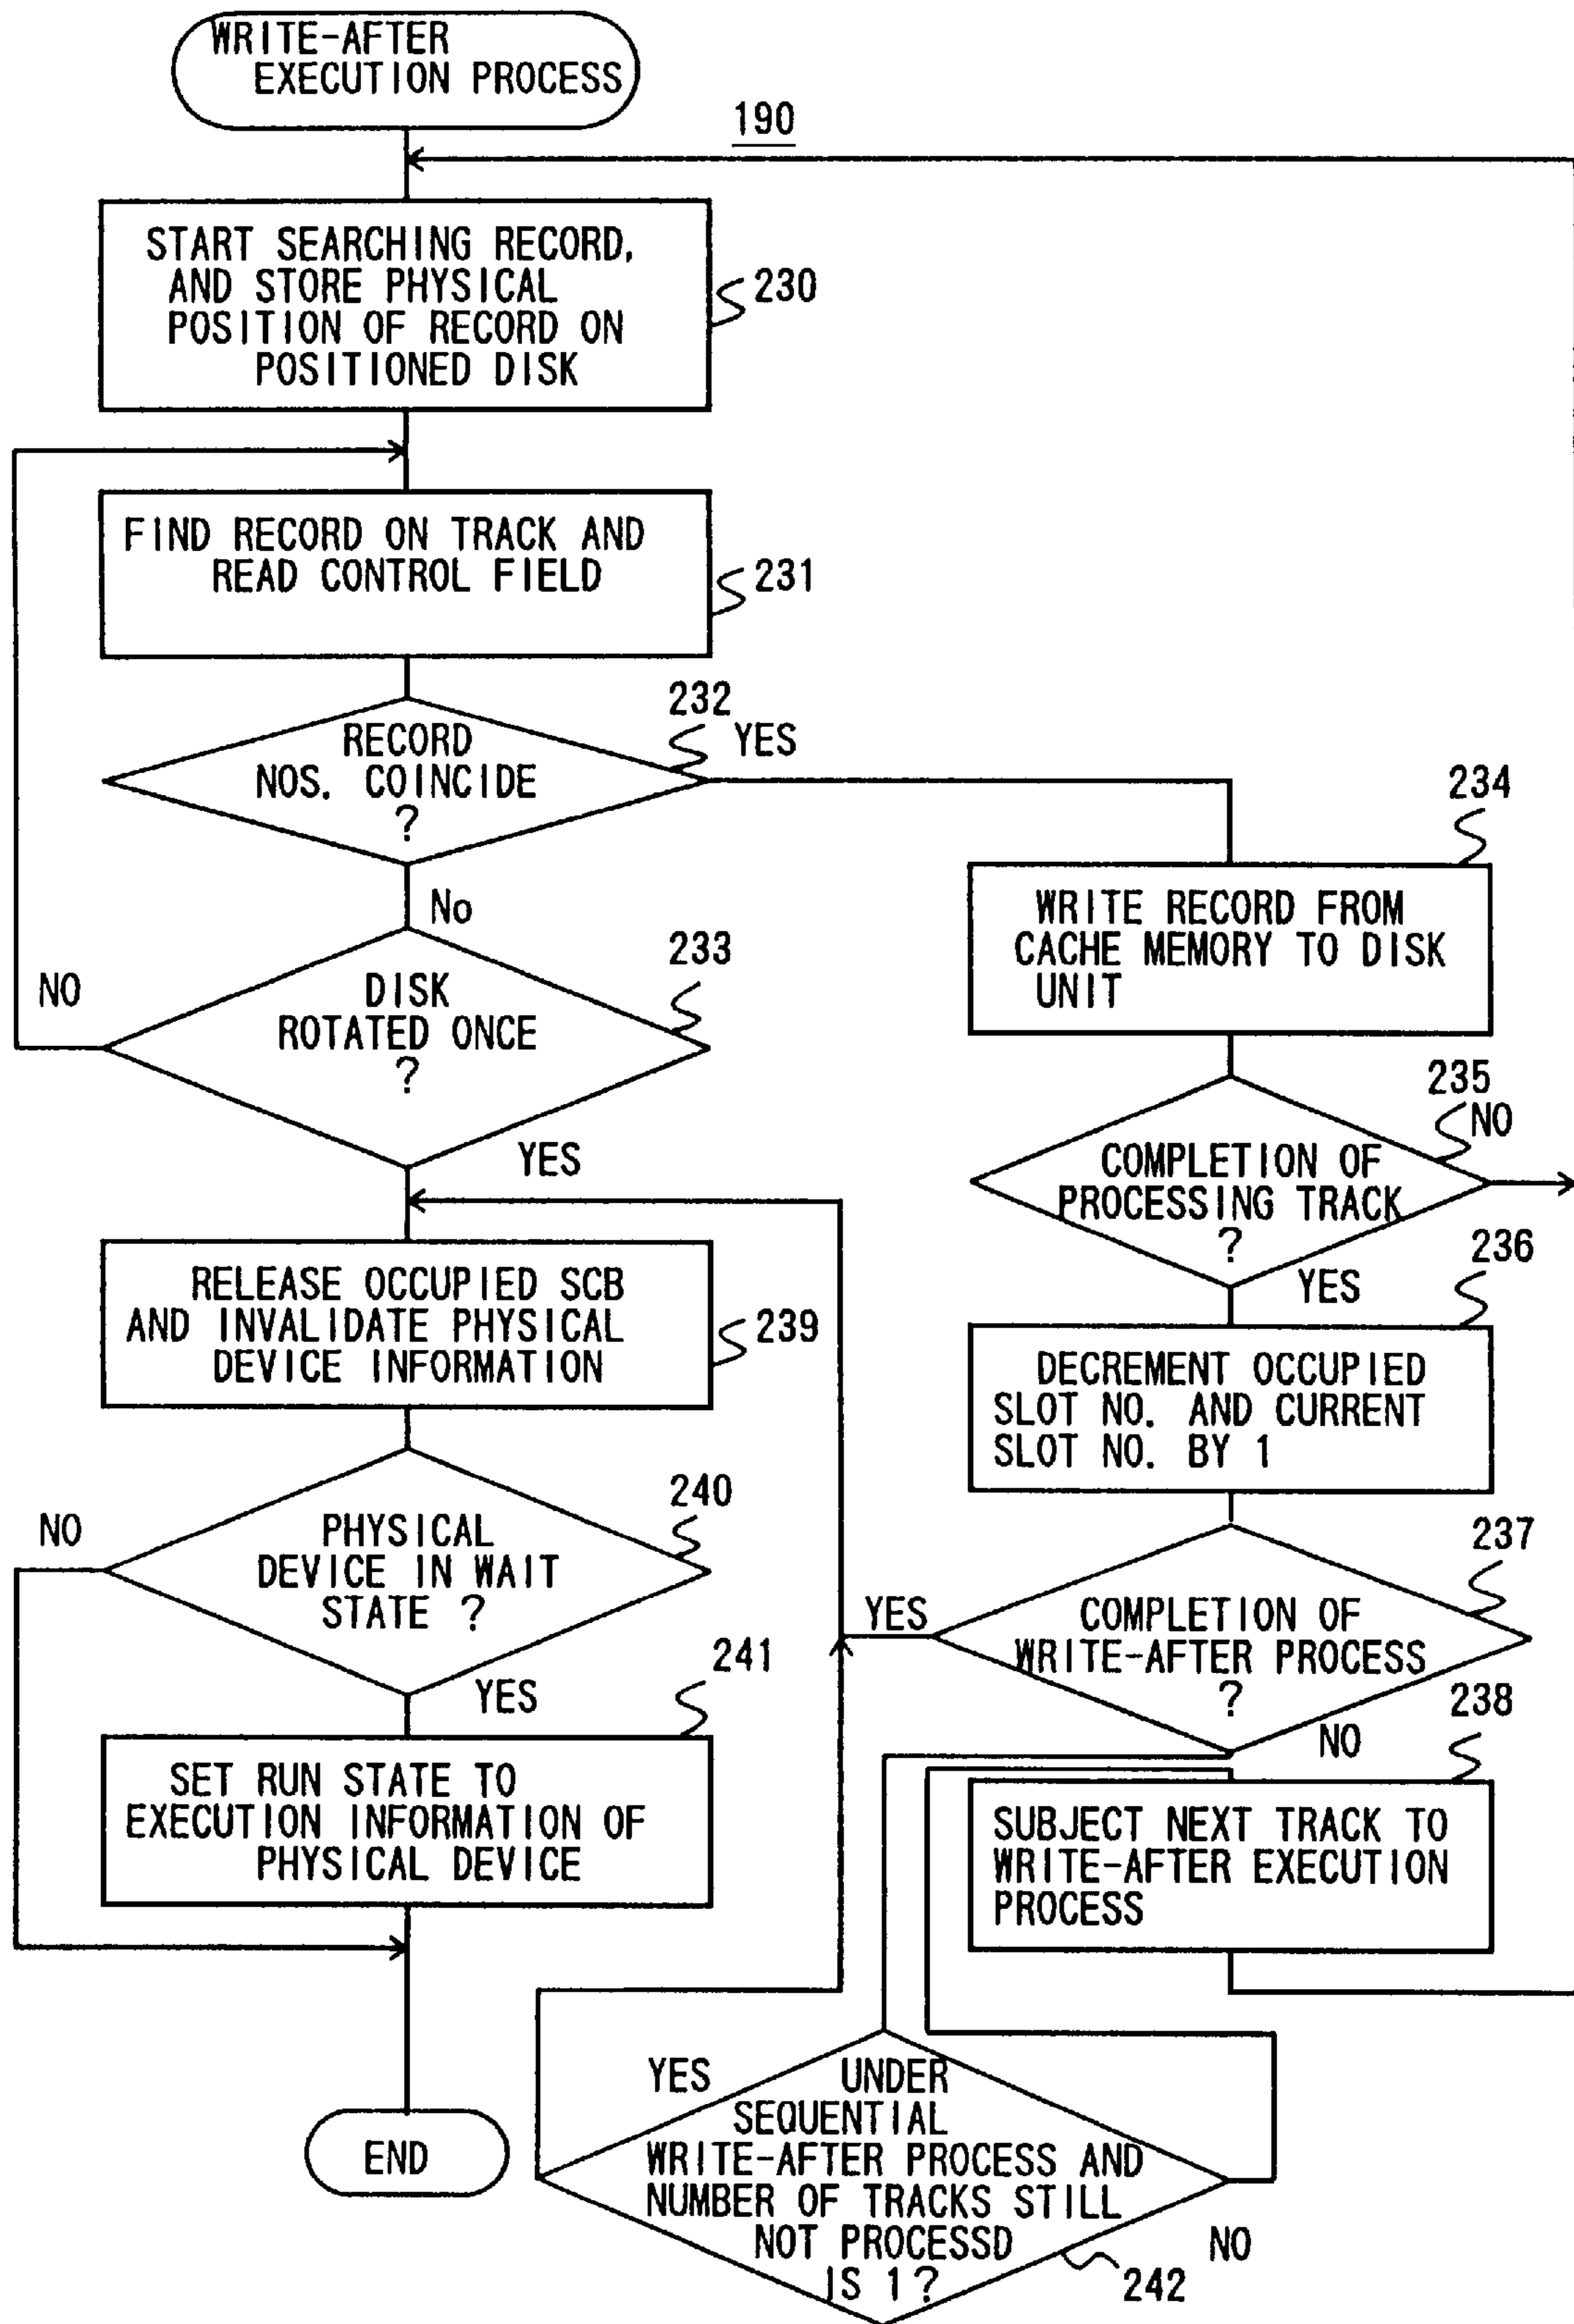 WRITE-AFTER
EXECUTION PROCESS
190
START SEARCHING RECORD,
AND STORE PHYSICAL
POSITION OF RECORD ON
POSITIONED DISK
230
FIND RECORD ON TRACK AND
READ CONTROL FIELD
231
232
RECORD
NOS. COINCIDE
?
YES
No
233
DISK
ROTATED ONCE
?
NO
YES
234
WRITE RECORD FROM
CACHE MEMORY TO DISK
UNIT
235
NO
COMPLETION OF
PROCESSING TRACK
?
YES
236
DECREMENT OCCUPIED
SLOT NO. AND CURRENT
SLOT NO. BY 1
237
COMPLETION OF
WRITE-AFTER PROCESS
?
YES
NO
238
SUBJECT NEXT TRACK TO
WRITE-AFTER EXECUTION
PROCESS
RELEASE OCCUPIED SCB
AND INVALIDATE PHYSICAL
DEVICE INFORMATION
239
240
NO
PHYSICAL
DEVICE IN WAIT
STATE ?
YES
241
SET RUN STATE TO
EXECUTION INFORMATION OF
PHYSICAL DEVICE
END
YES
UNDER
SEQUENTIAL
WRITE-AFTER PROCESS AND
NUMBER OF TRACKS STILL
NOT PROCESSD
IS 1?
NO
242